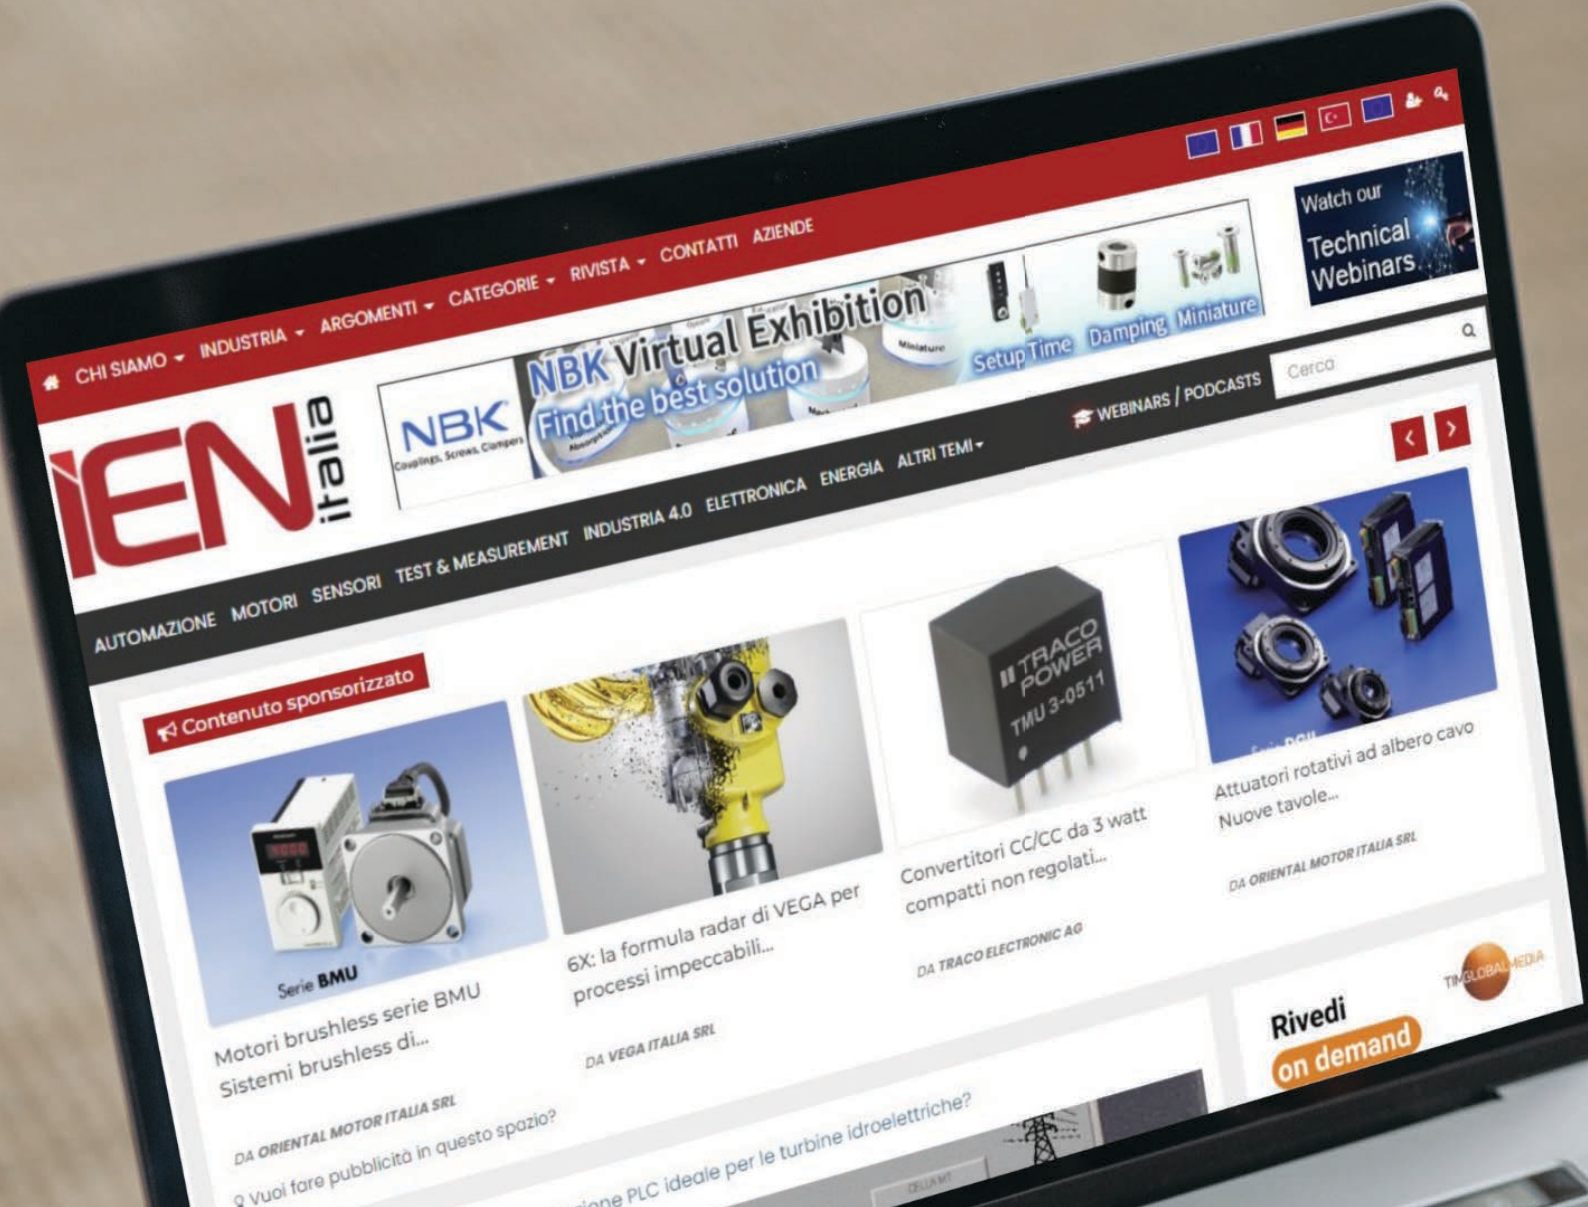 CHI SIAMO INDUSTRIA ARGOMENTI CATEGORIE RIVISTA CONTATTI AZIENDE
IEN
italia
NBK
Couplings, Screws, Clampers
NBK Virtual Exhibition
Find the best solution
Miniature
Setup Time Damping Miniature
Watch our
Technical
Webinars
AUTOMAZIONE MOTORI SENSORI TEST & MEASUREMENT INDUSTRIA 4.0 ELETTRONICA ENERGIA ALTRI TEMI WEBINARS / PODCASTS Cerca
Contenuto sponsorizzato
Serie BMU
Motori brushless serie BMU
Sistemi brushless di...
DA ORIENTAL MOTOR ITALIA SRL
6X: la formula radar di VEGA per
processi impeccabili...
DA VEGA ITALIA SRL
TRACO
POWER
TMU 3-0511
Convertitori CC/CC da 3 watt
compatti non regolati...
DA TRACO ELECTRONIC AG
Attuatori rotativi ad albero cavo
Nuove tavole...
DA ORIENTAL MOTOR ITALIA SRL
Vuoi fare pubblicità in questo spazio?
PLC ideale per le turbine idroelettriche?
CELLA MT
TIMGLOBALMEDIA
Rivedi
on demand